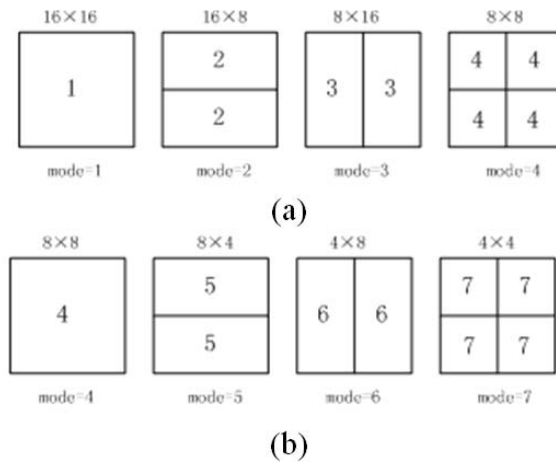 16×16 16×8 8×16 8×8
1 2 3 3 4 4
2 4 4
mode=1 mode=2 mode=3 mode=4
(a)
8×8 8×4 4×8 4×4
4 5 6 6 7 7
5 7 7
mode=4 mode=5 mode=6 mode=7
(b)